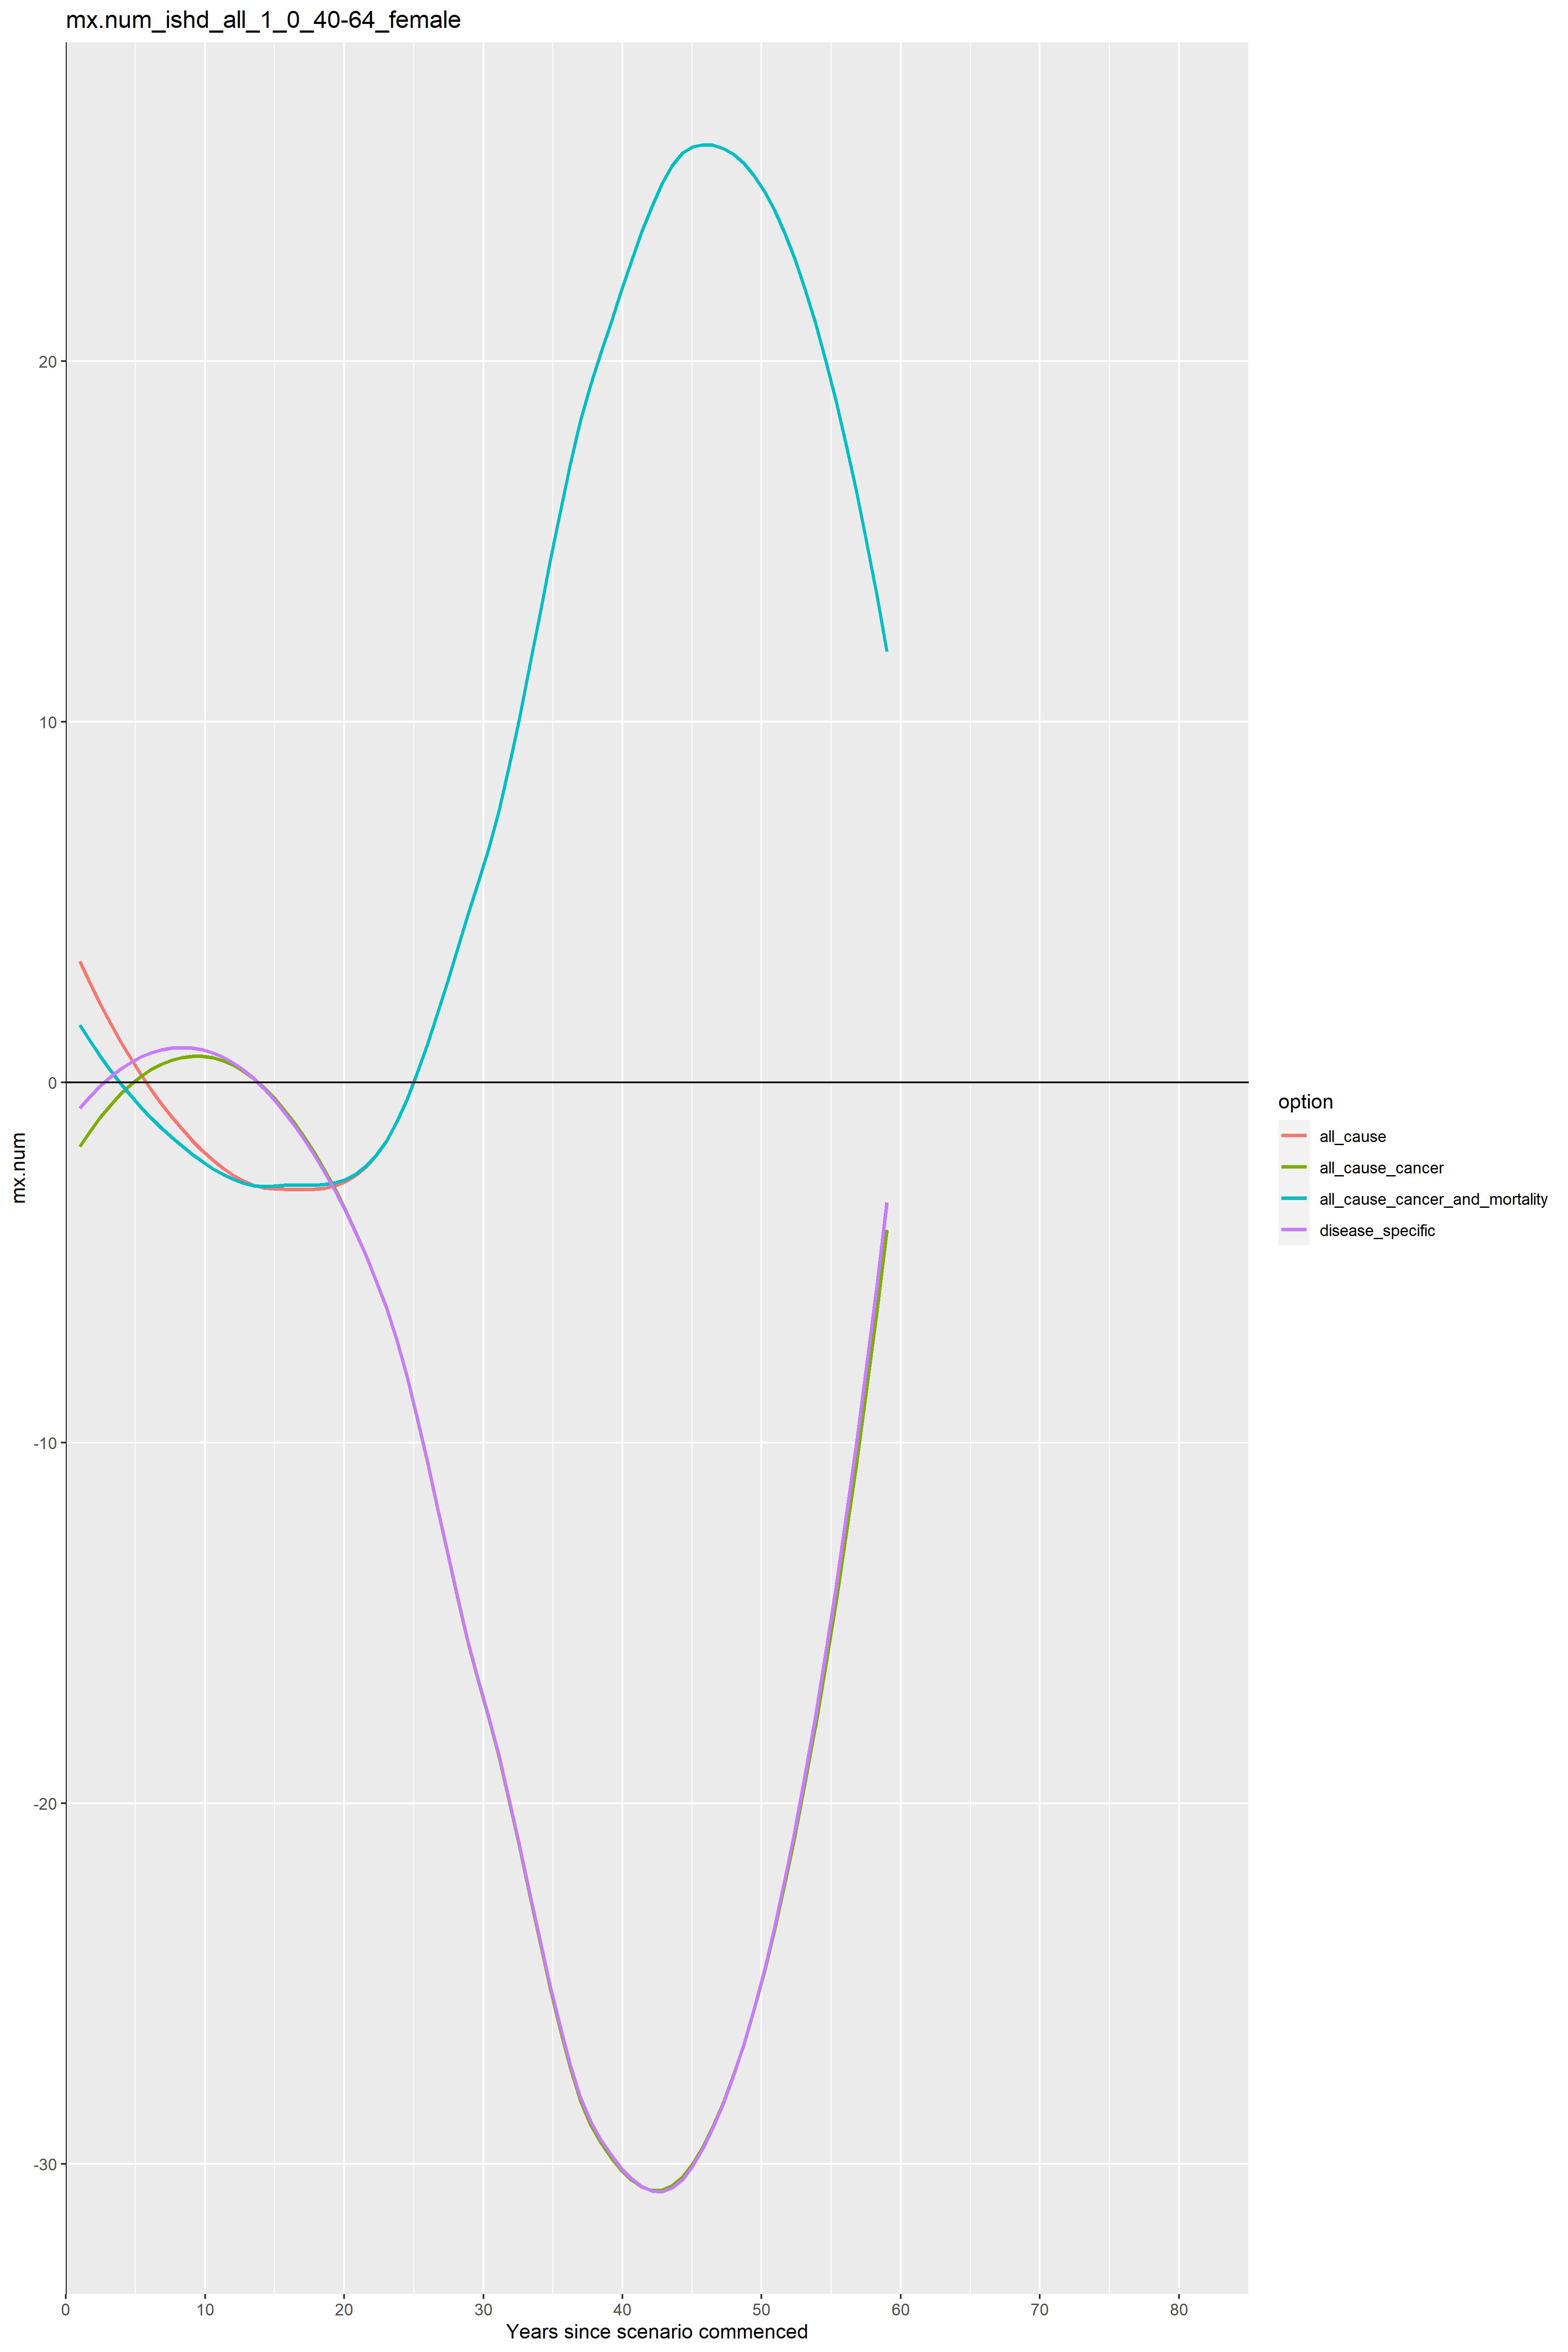 mx.num_ishd_all_1_0_40-64_female
20
10
0
-10
-20
-30
mx.num
0 10 20 30 40 50 60 70 80
Years since scenario commenced
option
all_cause
all_cause_cancer
all_cause_cancer_and_mortality
disease_specific